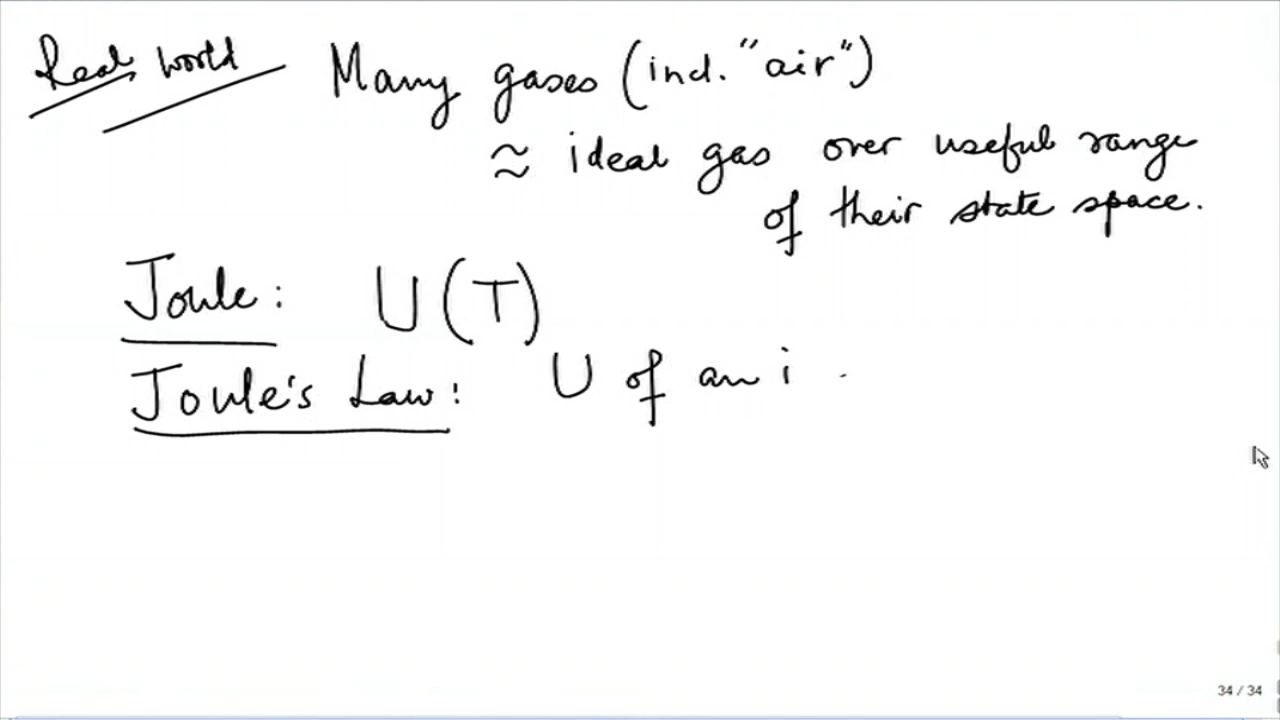 Real world Many gases (incl. "air")
≈ ideal gas over useful range
of their state space.
Joule: U(T)
Joule's Law: U of an i
34 / 34